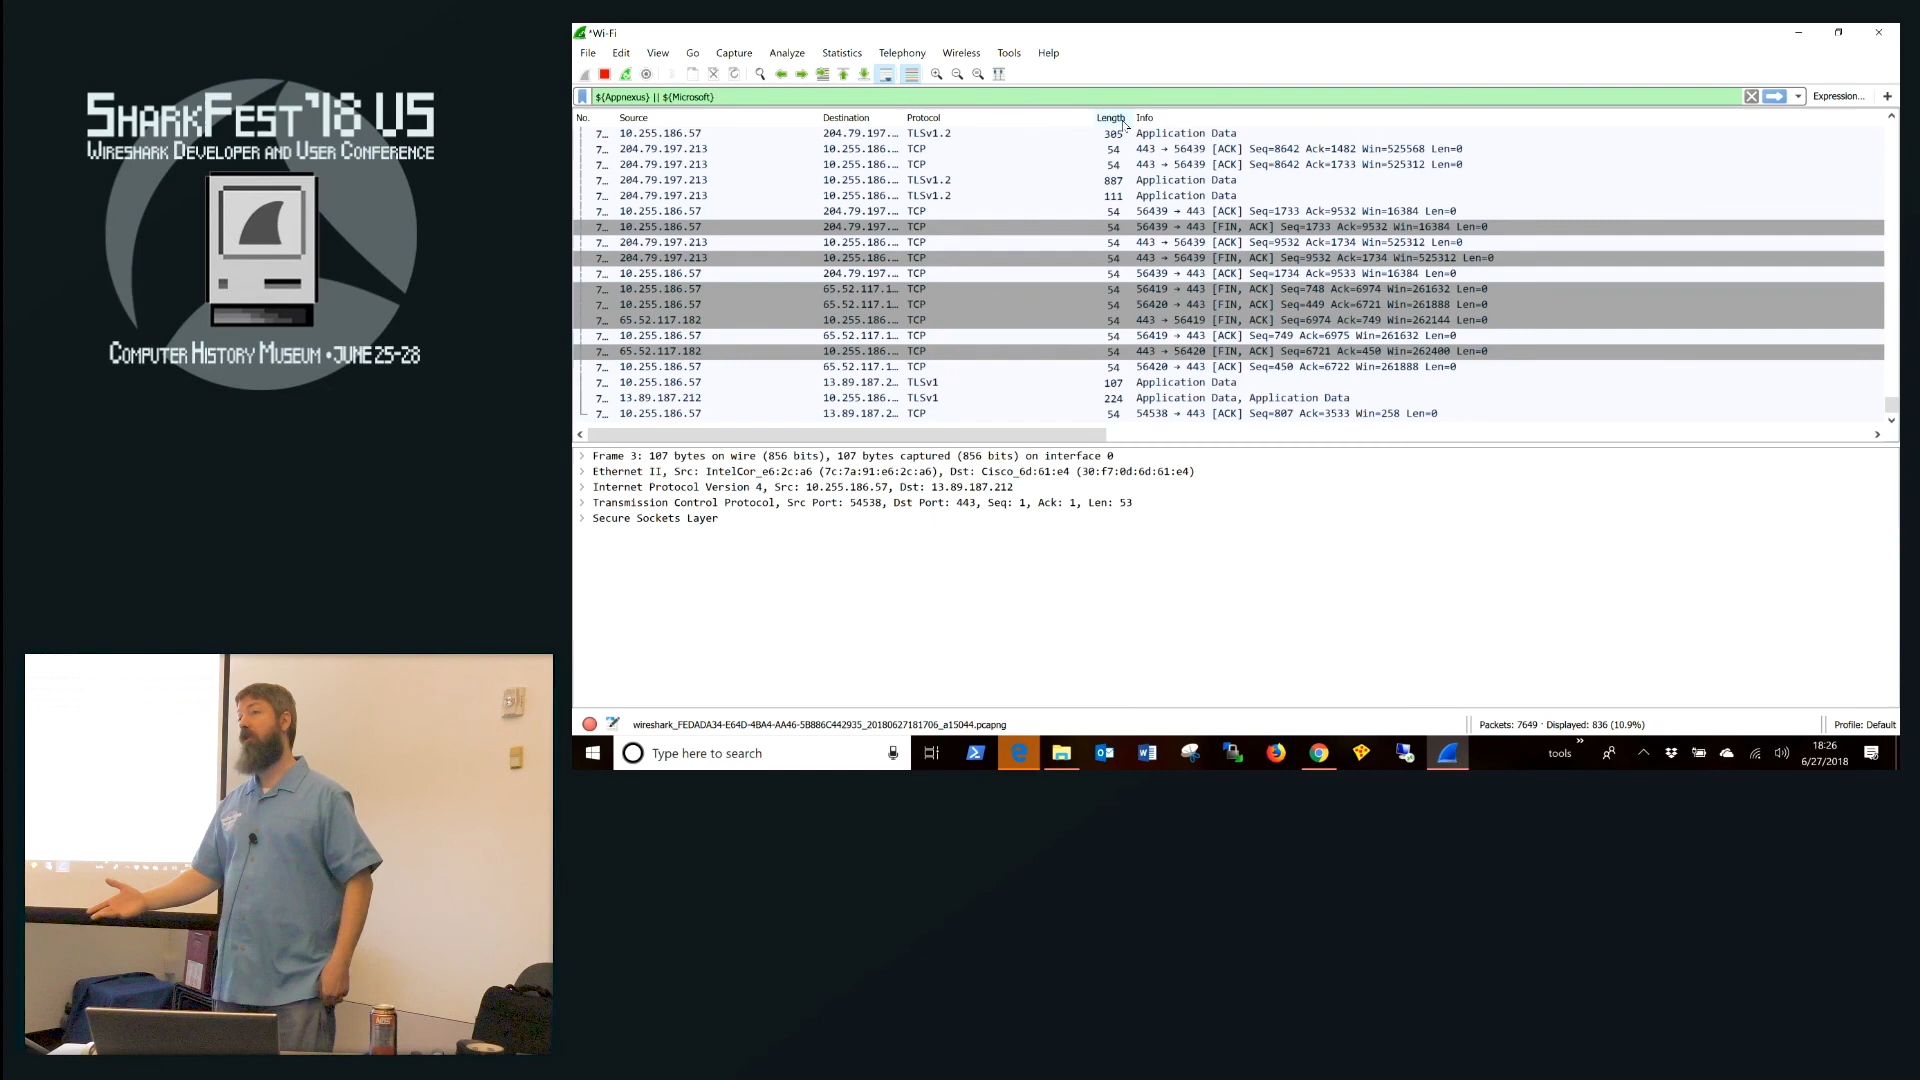 SHARKFEST '18 US
WIRESHARK DEVELOPER AND USER CONFERENCE
COMPUTER HISTORY MUSEUM • JUNE 25-28
*Wi-Fi
File Edit View Go Capture Analyze Statistics Telephony Wireless Tools Help
${Appnexus} || ${Microsoft} Expression... +
No. Source Destination Protocol Length Info
7... 10.255.186.57 204.79.197.... TLSv1.2 305 Application Data
7... 204.79.197.213 10.255.186.... TCP 54 443 → 56439 [ACK] Seq=8642 Ack=1482 Win=525568 Len=0
7... 204.79.197.213 10.255.186.... TCP 54 443 → 56439 [ACK] Seq=8642 Ack=1733 Win=525312 Len=0
7... 204.79.197.213 10.255.186.... TLSv1.2 887 Application Data
7... 204.79.197.213 10.255.186.... TLSv1.2 111 Application Data
7... 10.255.186.57 204.79.197.... TCP 54 56439 → 443 [ACK] Seq=1733 Ack=9532 Win=16384 Len=0
7... 10.255.186.57 204.79.197.... TCP 54 56439 → 443 [FIN, ACK] Seq=1733 Ack=9532 Win=16384 Len=0
7... 204.79.197.213 10.255.186.... TCP 54 443 → 56439 [ACK] Seq=9532 Ack=1734 Win=525312 Len=0
7... 204.79.197.213 10.255.186.... TCP 54 443 → 56439 [FIN, ACK] Seq=9532 Ack=1734 Win=525312 Len=0
7... 10.255.186.57 204.79.197.... TCP 54 56439 → 443 [ACK] Seq=1734 Ack=9533 Win=16384 Len=0
7... 10.255.186.57 65.52.117.1... TCP 54 56419 → 443 [FIN, ACK] Seq=748 Ack=6974 Win=261632 Len=0
7... 10.255.186.57 65.52.117.1... TCP 54 56420 → 443 [FIN, ACK] Seq=449 Ack=6721 Win=261888 Len=0
7... 65.52.117.182 10.255.186.... TCP 54 443 → 56419 [FIN, ACK] Seq=6974 Ack=749 Win=262144 Len=0
7... 10.255.186.57 65.52.117.1... TCP 54 56419 → 443 [ACK] Seq=749 Ack=6975 Win=261632 Len=0
7... 65.52.117.182 10.255.186.... TCP 54 443 → 56420 [FIN, ACK] Seq=6721 Ack=450 Win=262400 Len=0
7... 10.255.186.57 65.52.117.1... TCP 54 56420 → 443 [ACK] Seq=450 Ack=6722 Win=261888 Len=0
7... 10.255.186.57 13.89.187.2... TLSv1 107 Application Data
7... 13.89.187.212 10.255.186.... TLSv1 224 Application Data, Application Data
7... 10.255.186.57 13.89.187.2... TCP 54 54538 → 443 [ACK] Seq=807 Ack=3533 Win=258 Len=0
Frame 3: 107 bytes on wire (856 bits), 107 bytes captured (856 bits) on interface 0
Ethernet II, Src: IntelCor_e6:2c:a6 (7c:7a:91:e6:2c:a6), Dst: Cisco_6d:61:e4 (30:f7:0d:6d:61:e4)
Internet Protocol Version 4, Src: 10.255.186.57, Dst: 13.89.187.212
Transmission Control Protocol, Src Port: 54538, Dst Port: 443, Seq: 1, Ack: 1, Len: 53
Secure Sockets Layer
wireshark_FEDADA34-E64D-4BA4-AA46-5B886C442935_20180627181706_a15044.pcapng Packets: 7649 · Displayed: 836 (10.9%) Profile: Default
Type here to search tools 18:26
6/27/2018
NOS